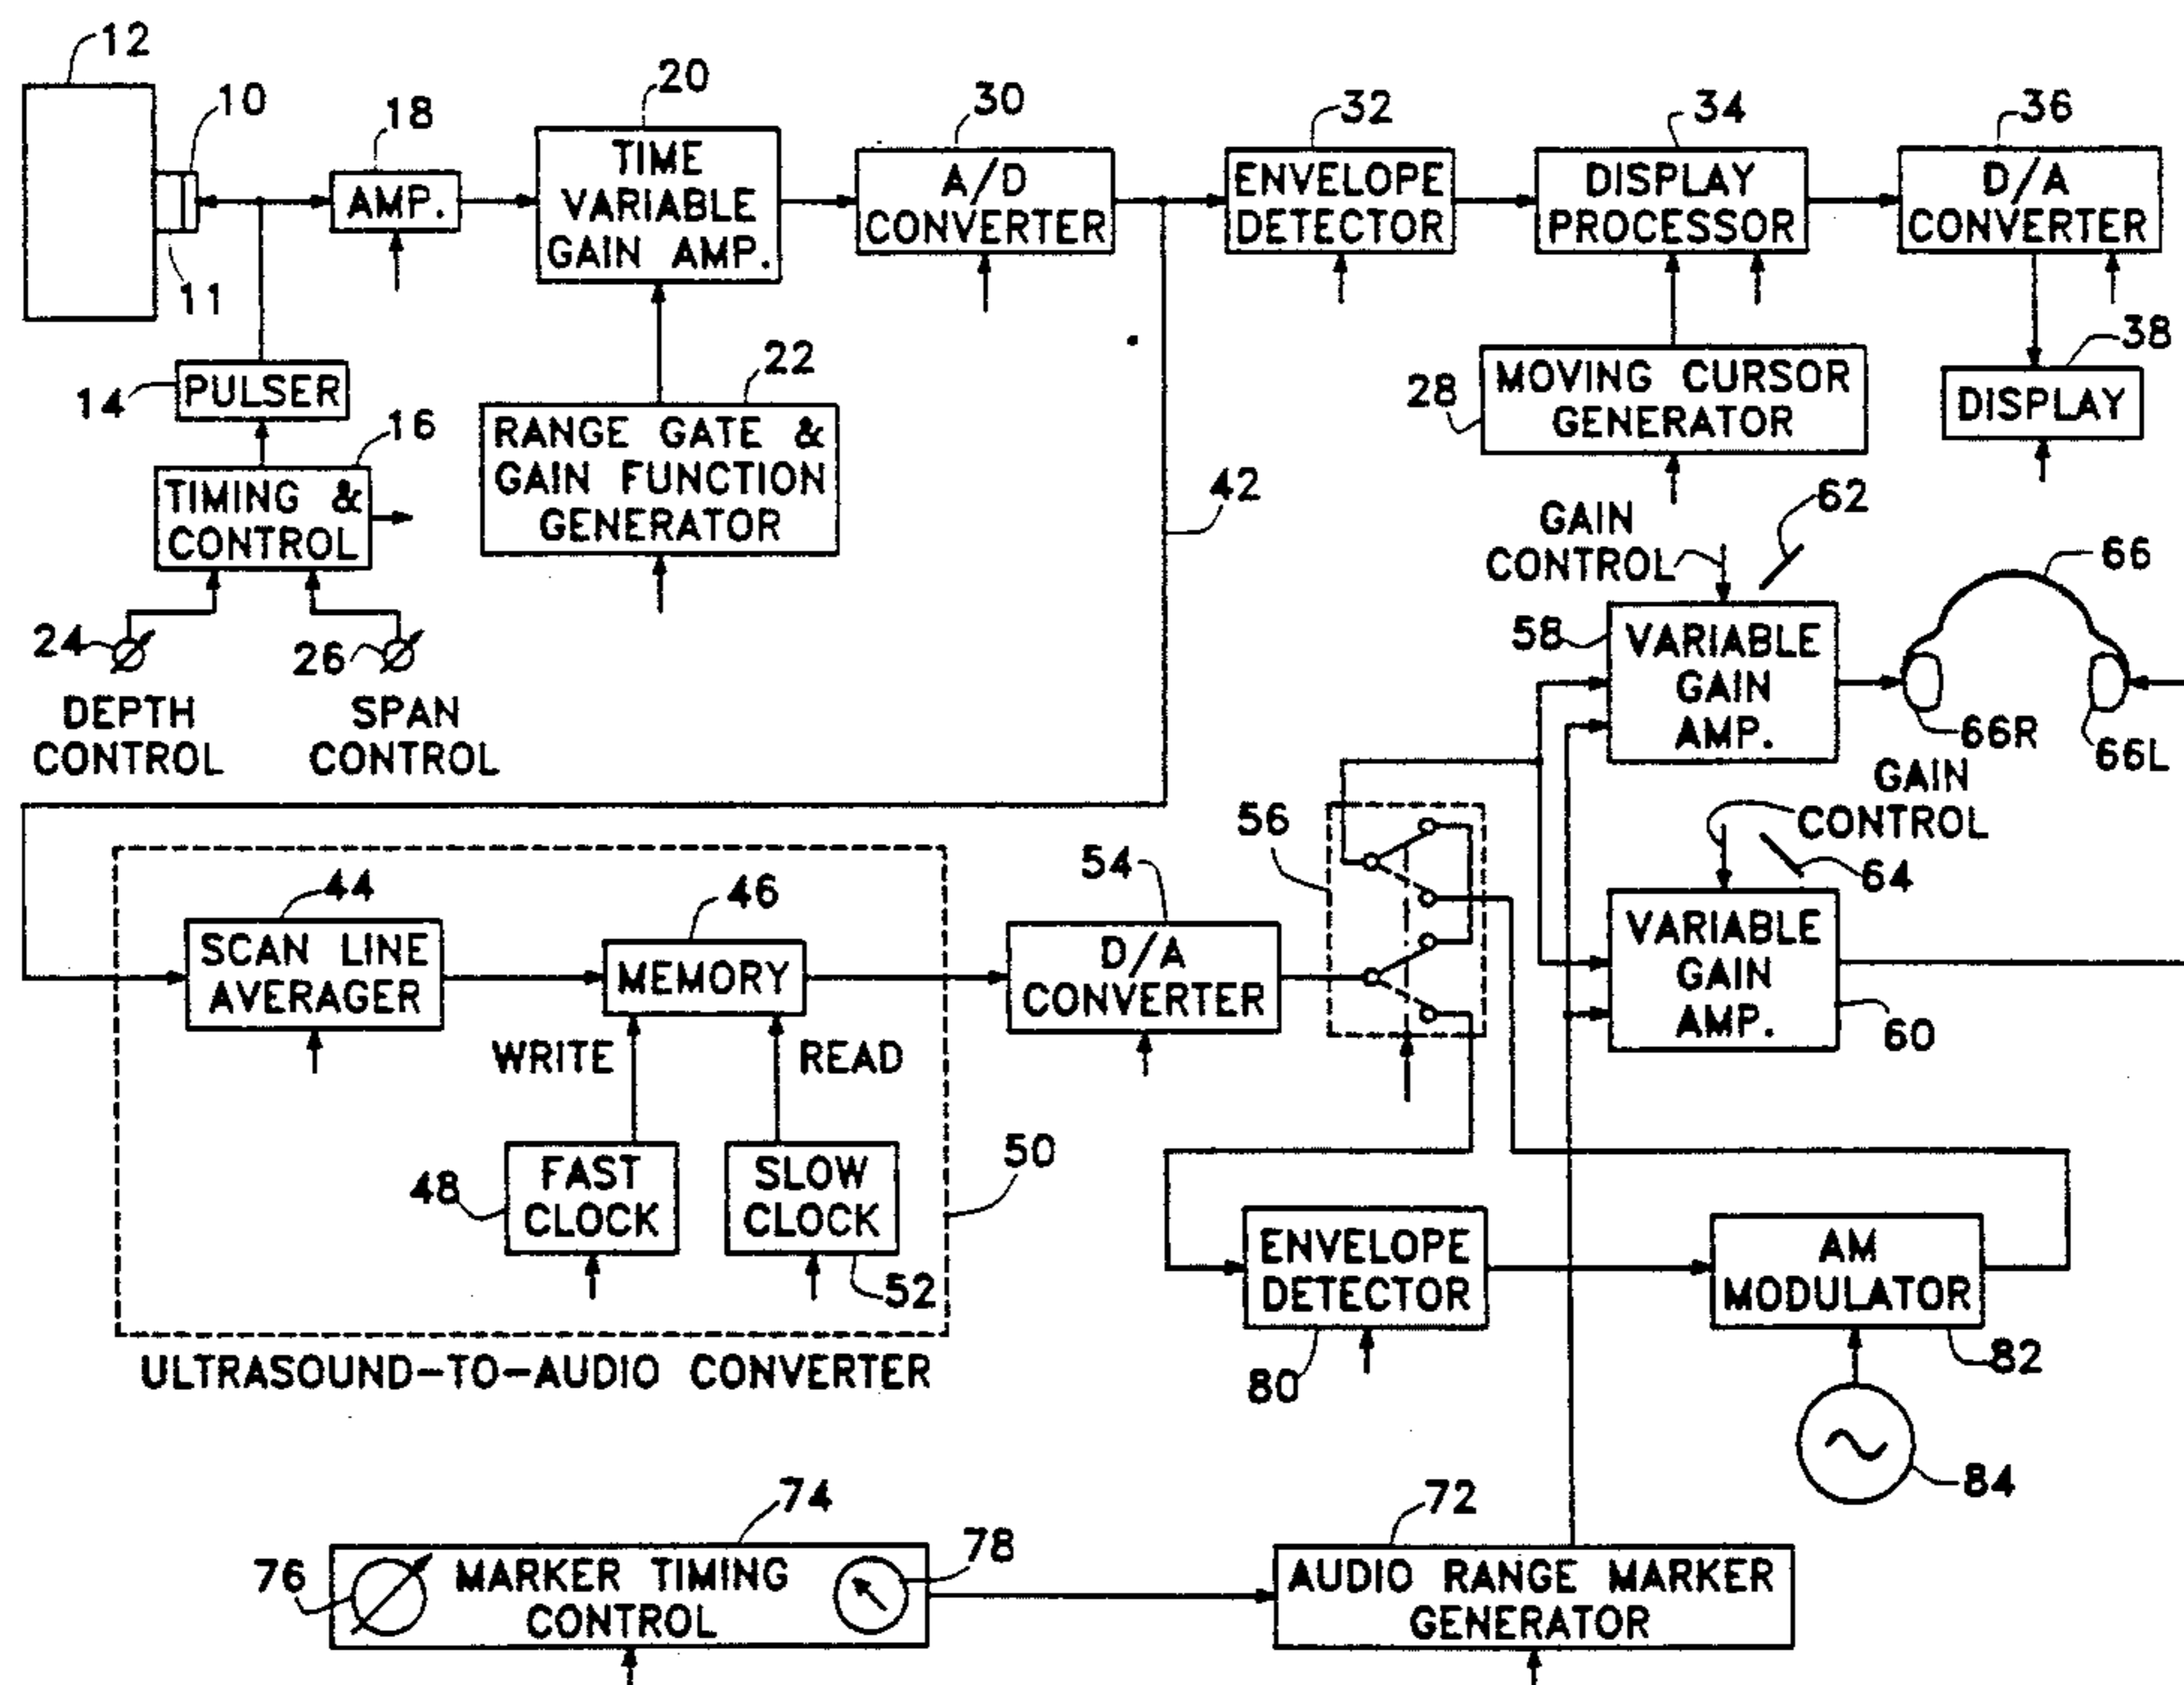 12
10
18
20
30
32
34
36
AMP.
TIME
VARIABLE
GAIN AMP.
A/D
CONVERTER
ENVELOPE
DETECTOR
DISPLAY
PROCESSOR
D/A
CONVERTER
11
14
PULSER
16
TIMING &
CONTROL
22
RANGE GATE &
GAIN FUNCTION
GENERATOR
28
MOVING CURSOR
GENERATOR
38
DISPLAY
24
DEPTH
CONTROL
26
SPAN
CONTROL
42
GAIN
CONTROL
62
58
VARIABLE
GAIN
AMP.
66
66R
66L
GAIN
CONTROL
64
VARIABLE
GAIN
AMP.
60
44
SCAN LINE
AVERAGER
46
MEMORY
54
D/A
CONVERTER
56
WRITE
READ
48
FAST
CLOCK
SLOW
CLOCK
52
50
ULTRASOUND-TO-AUDIO CONVERTER
ENVELOPE
DETECTOR
80
AM
MODULATOR
82
84
74
76
MARKER TIMING
CONTROL
78
72
AUDIO RANGE MARKER
GENERATOR